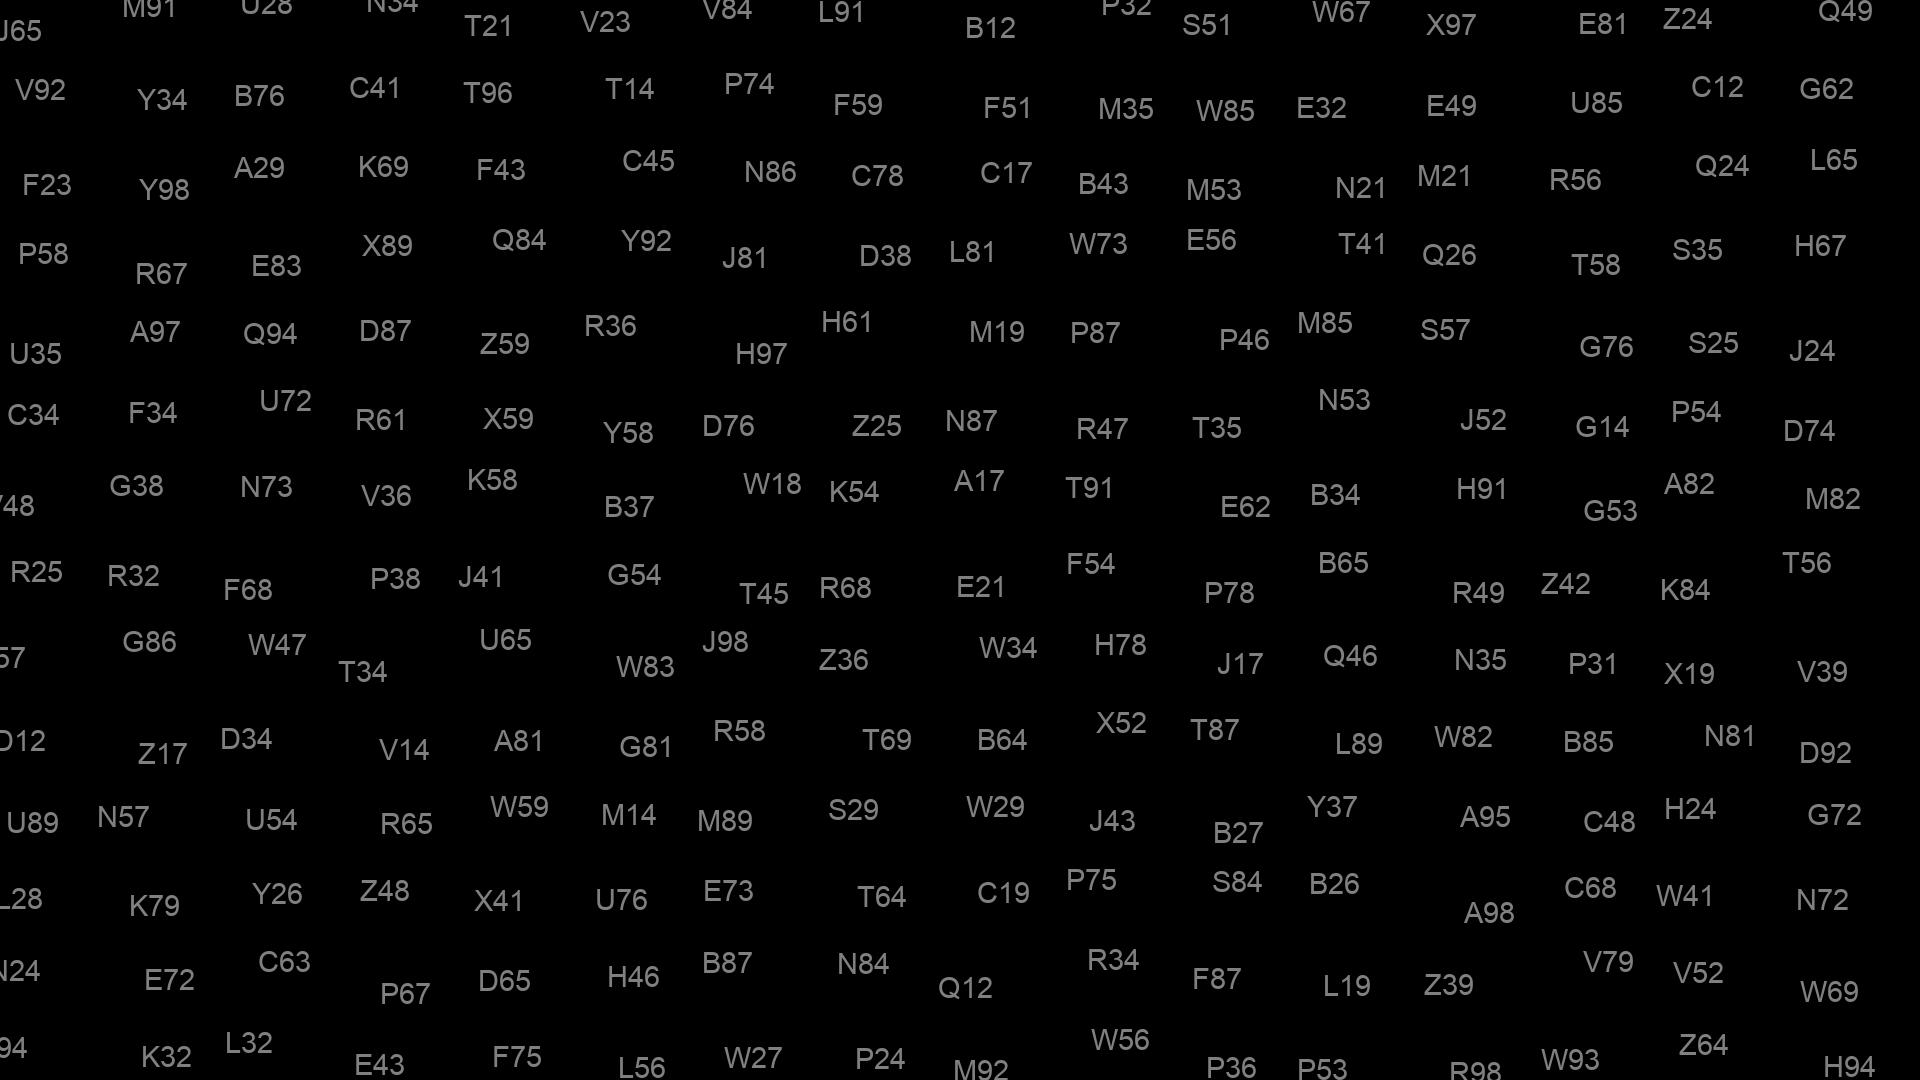 J65 M91 U28 N34 T21 V23 V84 L91 B12 P32 S51 W67 X97 E81 Z24 Q49
V92 Y34 B76 C41 T96 T14 P74 F59 F51 M35 W85 E32 E49 U85 C12 G62
F23 Y98 A29 K69 F43 C45 N86 C78 C17 B43 M53 N21 M21 R56 Q24 L65
P58 R67 E83 X89 Q84 Y92 J81 D38 L81 W73 E56 T41 Q26 T58 S35 H67
U35 A97 Q94 D87 Z59 R36 H97 H61 M19 P87 P46 M85 S57 G76 S25 J24
C34 F34 U72 R61 X59 Y58 D76 Z25 N87 R47 T35 N53 J52 G14 P54 D74
48 G38 N73 V36 K58 B37 W18 K54 A17 T91 E62 B34 H91 G53 A82 M82
R25 R32 F68 P38 J41 G54 T45 R68 E21 F54 P78 B65 R49 Z42 K84 T56
57 G86 W47 T34 U65 W83 J98 Z36 W34 H78 J17 Q46 N35 P31 X19 V39
D12 Z17 D34 V14 A81 G81 R58 T69 B64 X52 T87 L89 W82 B85 N81 D92
U89 N57 U54 R65 W59 M14 M89 S29 W29 J43 B27 Y37 A95 C48 H24 G72
L28 K79 Y26 Z48 X41 U76 E73 T64 C19 P75 S84 B26 A98 C68 W41 N72
N24 E72 C63 P67 D65 H46 B87 N84 Q12 R34 F87 L19 Z39 V79 V52 W69
94 K32 L32 E43 F75 L56 W27 P24 M92 W56 P36 P53 R98 W93 Z64 H94